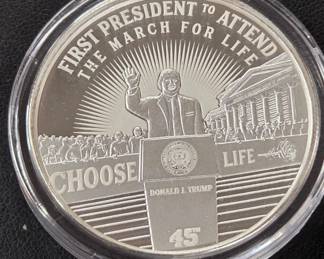 FIRST PRESIDENT TO ATTEND
THE MARCH FOR LIFE
CHOOSE LIFE
DONALD J. TRUMP
45